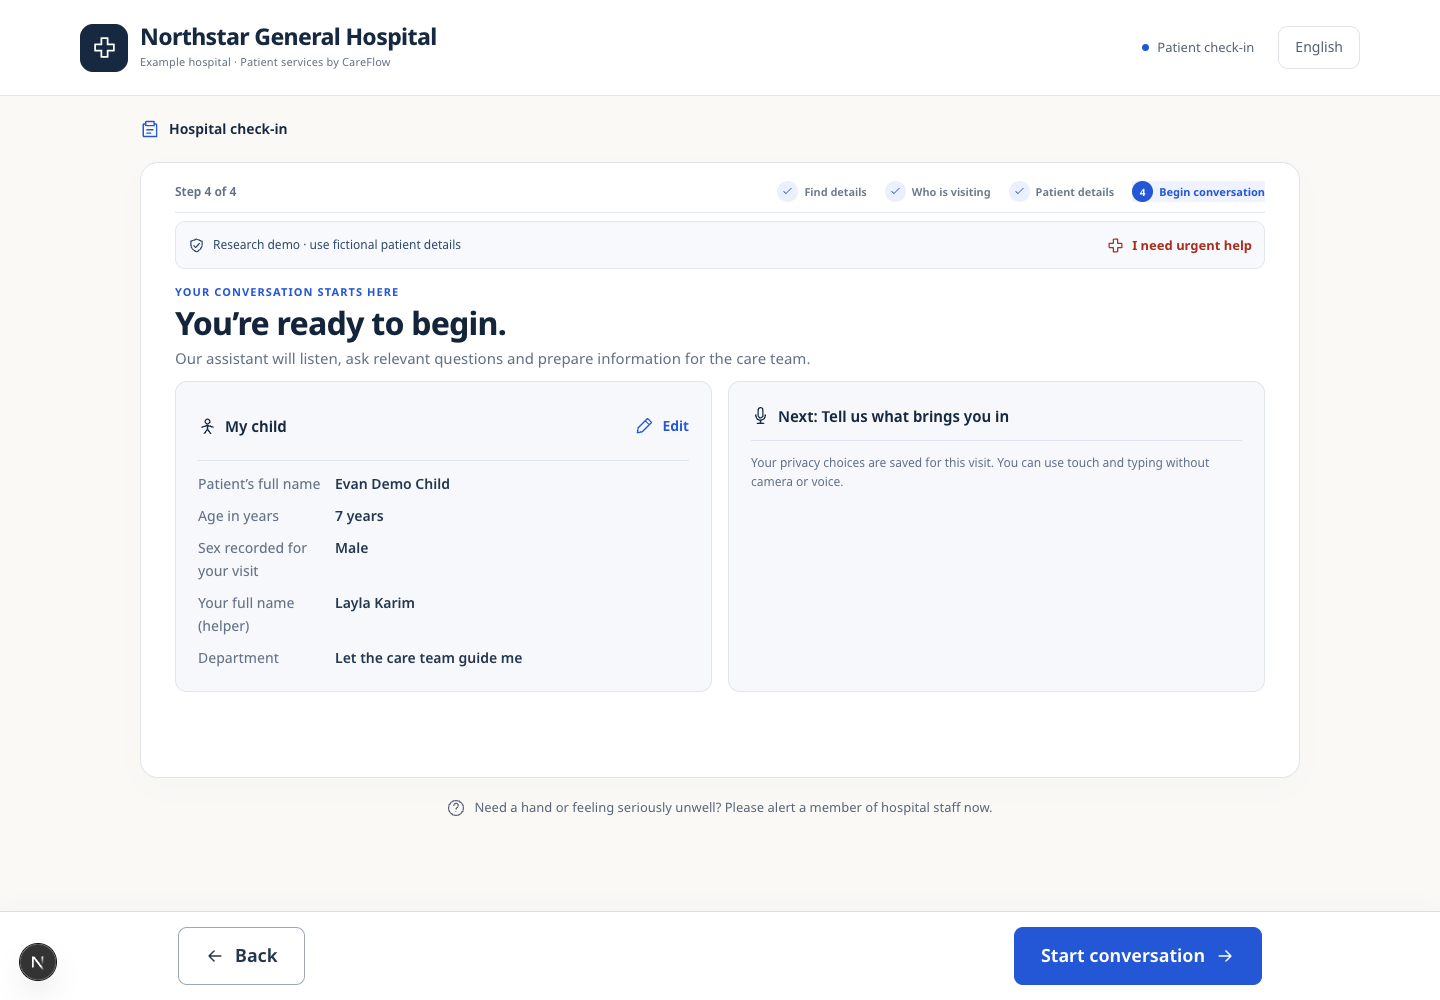 Northstar General Hospital
Example hospital · Patient services by CareFlow
Patient check-in
English
Hospital check-in
Step 4 of 4
Find details
Who is visiting
Patient details
4 Begin conversation
Research demo · use fictional patient details
I need urgent help
YOUR CONVERSATION STARTS HERE
You’re ready to begin.
Our assistant will listen, ask relevant questions and prepare information for the care team.
My child
Edit
Patient’s full name Evan Demo Child
Age in years 7 years
Sex recorded for your visit Male
Your full name (helper) Layla Karim
Department Let the care team guide me
Next: Tell us what brings you in
Your privacy choices are saved for this visit. You can use touch and typing without
camera or voice.
Need a hand or feeling seriously unwell? Please alert a member of hospital staff now.
N
Back
Start conversation